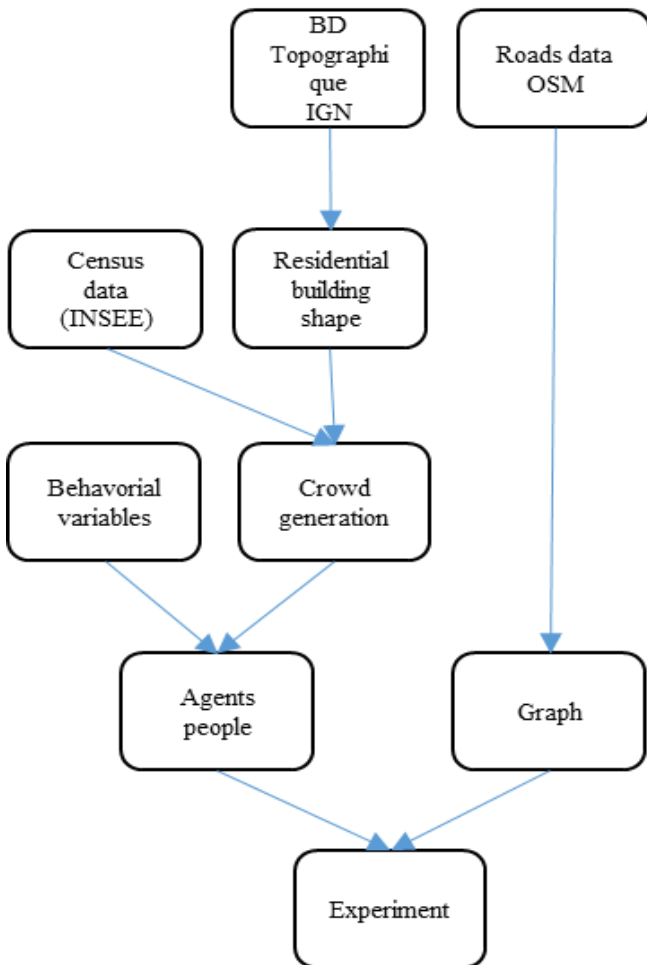 BD
Topographi
que
IGN
Roads data
OSM
Census
data
(INSEE)
Residential
building
shape
Behavorial
variables
Crowd
generation
Agents
people
Graph
Experiment